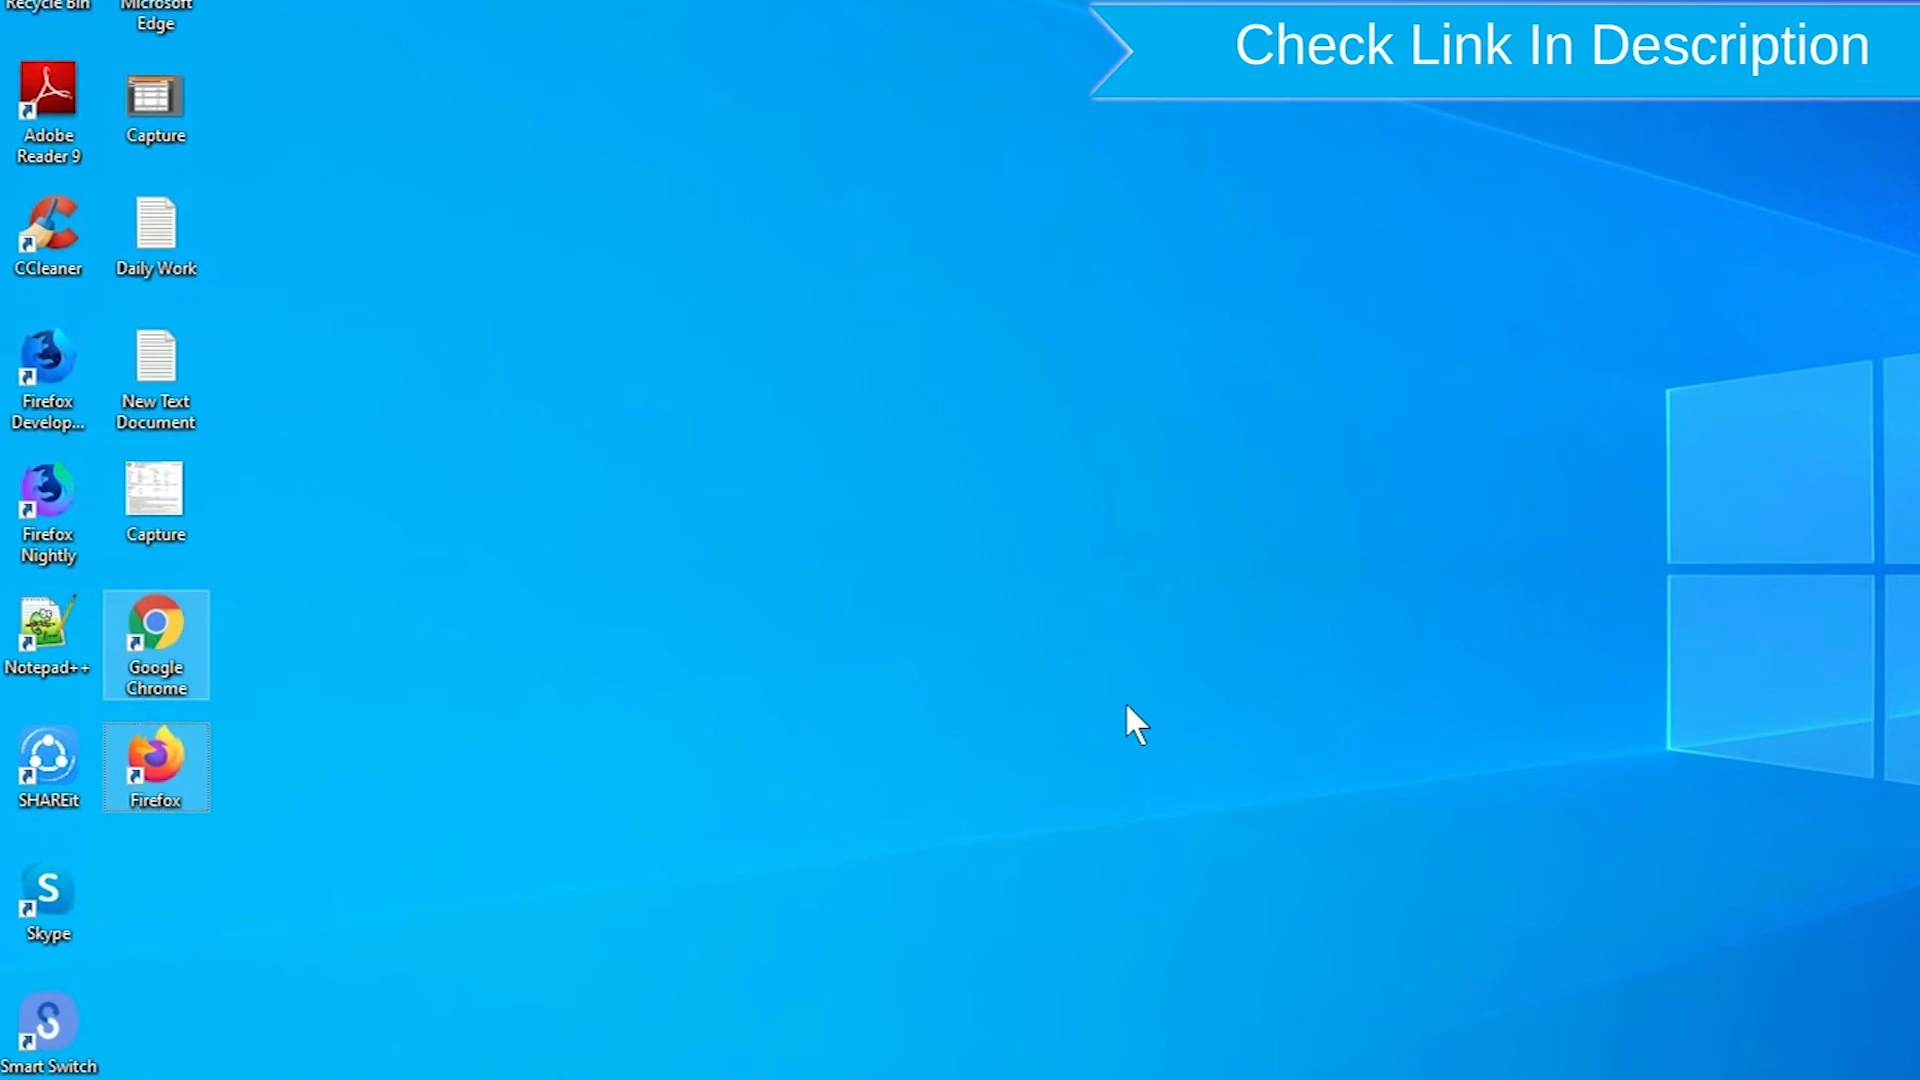 Recycle Bin
Microsoft
Edge
Check Link In Description
Adobe
Reader 9
Capture
CCleaner
Daily Work
Firefox
Develop...
New Text
Document
Firefox
Nightly
Capture
Notepad++
Google
Chrome
SHAREit
Firefox
Skype
Smart Switch